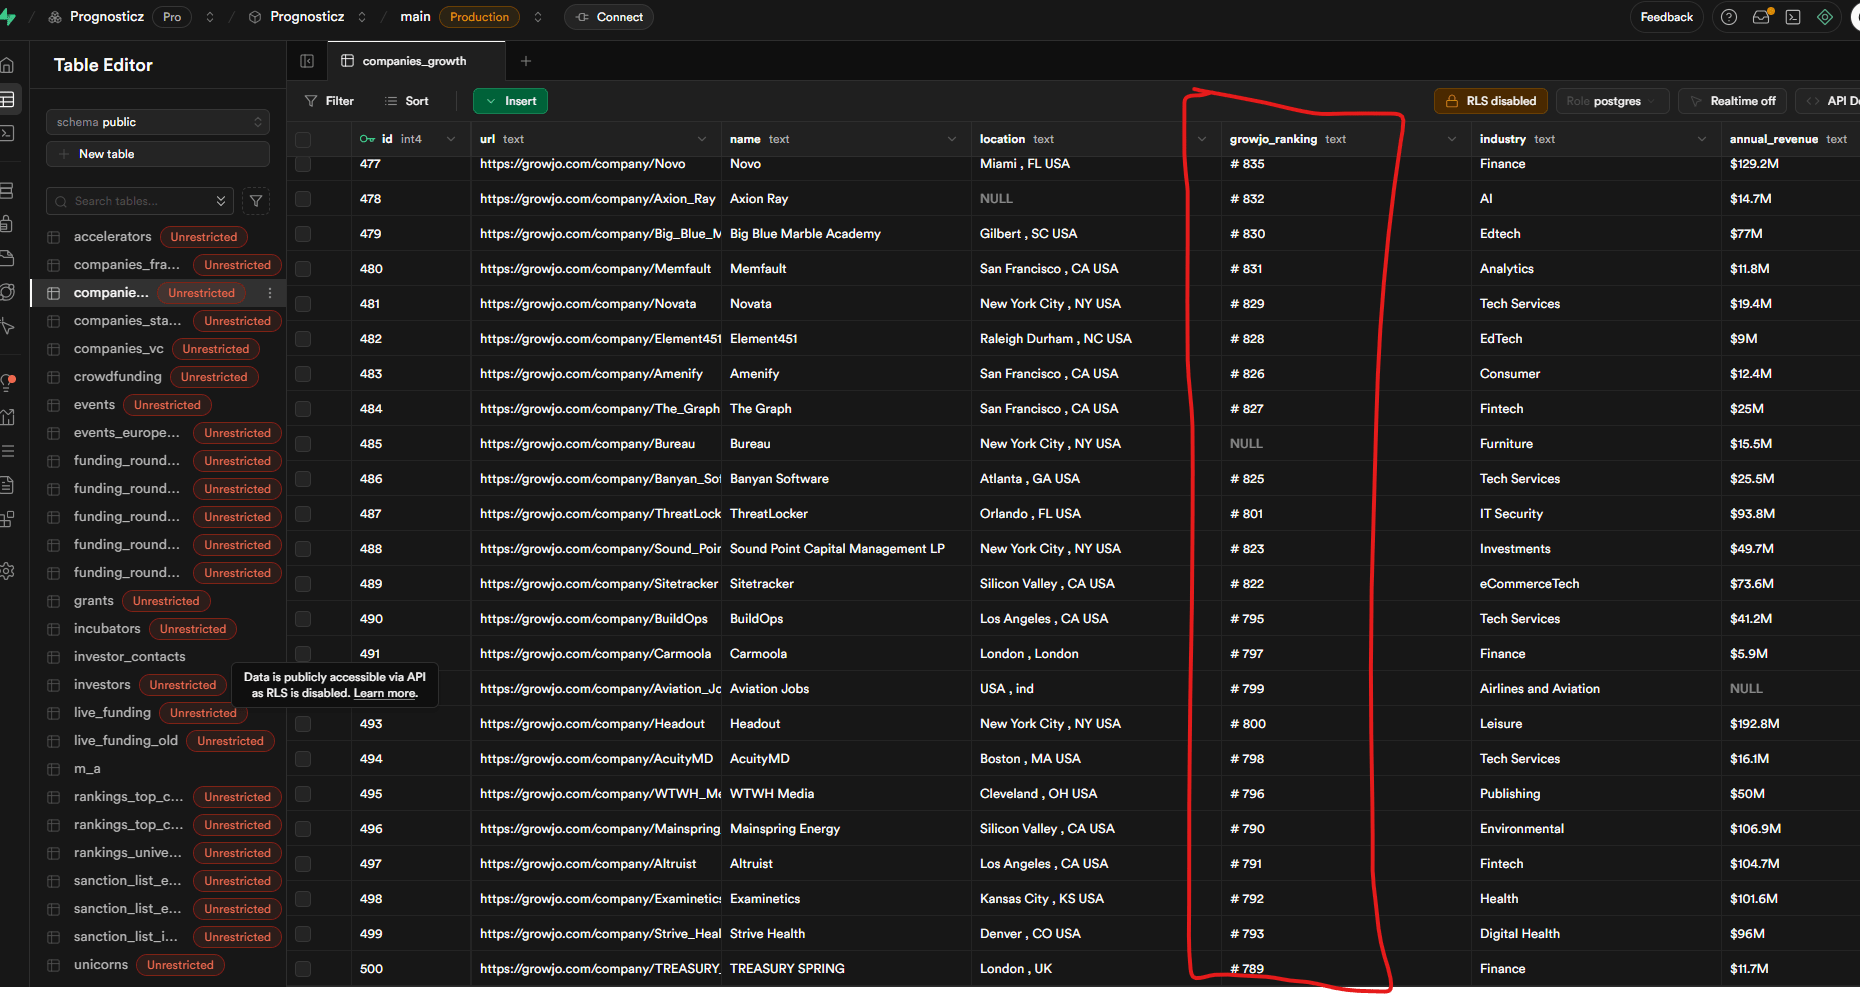 Prognosticz Pro / Prognosticz / main Production Connect Feedback
Table Editor
companies_growth
schema public
New table
Search tables...
accelerators Unrestricted
companies_fra... Unrestricted
companie... Unrestricted
companies_sta... Unrestricted
companies_vc Unrestricted
crowdfunding Unrestricted
events Unrestricted
events_europe... Unrestricted
funding_round... Unrestricted
funding_round... Unrestricted
funding_round... Unrestricted
funding_round... Unrestricted
funding_round... Unrestricted
grants Unrestricted
incubators Unrestricted
investor_contacts
investors Unrestricted
live_funding Unrestricted
live_funding_old Unrestricted
m_a
rankings_top_c... Unrestricted
rankings_top_c... Unrestricted
rankings_unive... Unrestricted
sanction_list_e... Unrestricted
sanction_list_e... Unrestricted
sanction_list_i... Unrestricted
unicorns Unrestricted
Data is publicly accessible via API
as RLS is disabled. Learn more.
Filter Sort Insert RLS disabled Role postgres Realtime off API D
id int4 url text name text location text growjo_ranking text industry text annual_revenue text
477 https://growjo.com/company/Novo Novo Miami , FL USA # 835 Finance $129.2M
478 https://growjo.com/company/Axion_Ray Axion Ray NULL # 832 AI $14.7M
479 https://growjo.com/company/Big_Blue_M Big Blue Marble Academy Gilbert , SC USA # 830 Edtech $77M
480 https://growjo.com/company/Memfault Memfault San Francisco , CA USA # 831 Analytics $11.8M
481 https://growjo.com/company/Novata Novata New York City , NY USA # 829 Tech Services $19.4M
482 https://growjo.com/company/Element451 Element451 Raleigh Durham , NC USA # 828 EdTech $9M
483 https://growjo.com/company/Amenify Amenify San Francisco , CA USA # 826 Consumer $12.4M
484 https://growjo.com/company/The_Graph The Graph San Francisco , CA USA # 827 Fintech $25M
485 https://growjo.com/company/Bureau Bureau New York City , NY USA NULL Furniture $15.5M
486 https://growjo.com/company/Banyan_Sof Banyan Software Atlanta , GA USA # 825 Tech Services $25.5M
487 https://growjo.com/company/ThreatLock ThreatLocker Orlando , FL USA # 801 IT Security $93.8M
488 https://growjo.com/company/Sound_Poin Sound Point Capital Management LP New York City , NY USA # 823 Investments $49.7M
489 https://growjo.com/company/Sitetracker Sitetracker Silicon Valley , CA USA # 822 eCommerceTech $73.6M
490 https://growjo.com/company/BuildOps BuildOps Los Angeles , CA USA # 795 Tech Services $41.2M
491 https://growjo.com/company/Carmoola Carmoola London , London # 797 Finance $5.9M
https://growjo.com/company/Aviation_Jo Aviation Jobs USA , ind # 799 Airlines and Aviation NULL
493 https://growjo.com/company/Headout Headout New York City , NY USA # 800 Leisure $192.8M
494 https://growjo.com/company/AcuityMD AcuityMD Boston , MA USA # 798 Tech Services $16.1M
495 https://growjo.com/company/WTWH_Me WTWH Media Cleveland , OH USA # 796 Publishing $50M
496 https://growjo.com/company/Mainspring_ Mainspring Energy Silicon Valley , CA USA # 790 Environmental $106.9M
497 https://growjo.com/company/Altruist Altruist Los Angeles , CA USA # 791 Fintech $104.7M
498 https://growjo.com/company/Examinetics Examinetics Kansas City , KS USA # 792 Health $101.6M
499 https://growjo.com/company/Strive_Heal Strive Health Denver , CO USA # 793 Digital Health $96M
500 https://growjo.com/company/TREASURY_ TREASURY SPRING London , UK # 789 Finance $11.7M